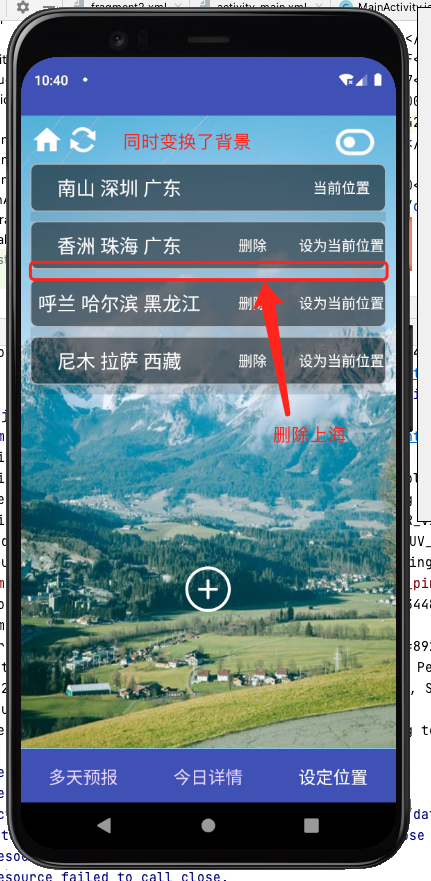 fragment2.xml
activity_main.xml
MainActivity
10:40
同时变换了背景
南山 深圳 广东
当前位置
香洲 珠海 广东
删除
设为当前位置
呼兰 哈尔滨 黑龙江
设为当前位置
尼木 拉萨 西藏
删除
设为当前位置
删除上海
多天预报
今日详情
设定位置
esource failed to call close.